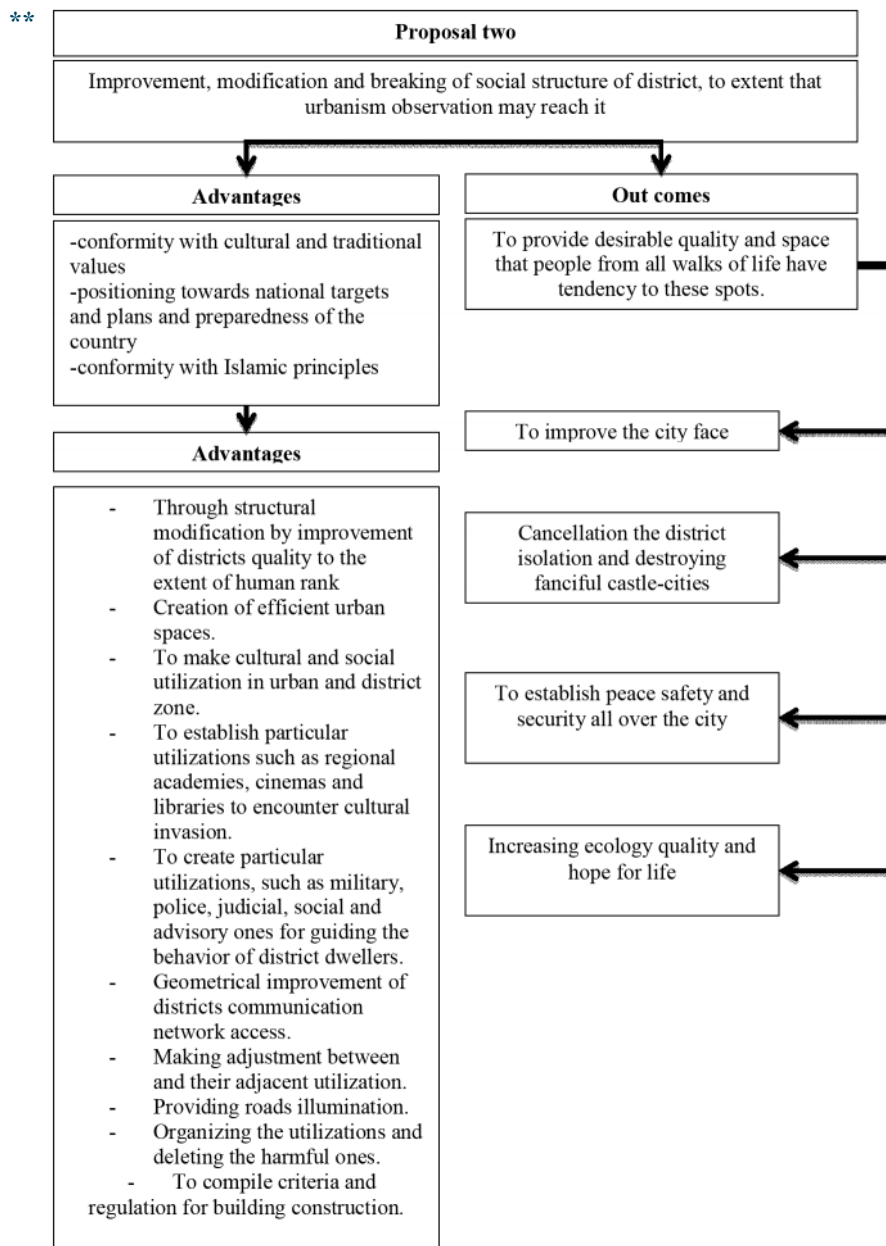 **
Proposal two
Improvement, modification and breaking of social structure of district, to extent that
urbanism observation may reach it
Advantages
-conformity with cultural and traditional
values
-positioning towards national targets
and plans and preparedness of the
country
-conformity with Islamic principles
Advantages
- Through structural
modification by improvement
of districts quality to the
extent of human rank
- Creation of efficient urban
spaces.
- To make cultural and social
utilization in urban and district
zone.
- To establish particular
utilizations such as regional
academies, cinemas and
libraries to encounter cultural
invasion.
- To create particular
utilizations, such as military,
police, judicial, social and
advisory ones for guiding the
behavior of district dwellers.
- Geometrical improvement of
districts communication
network access.
- Making adjustment between
and their adjacent utilization.
- Providing roads illumination.
- Organizing the utilizations and
deleting the harmful ones.
- To compile criteria and
regulation for building construction.
Out comes
To provide desirable quality and space
that people from all walks of life have
tendency to these spots.
To improve the city face
Cancellation the district
isolation and destroying
fanciful castle-cities
To establish peace safety and
security all over the city
Increasing ecology quality and
hope for life